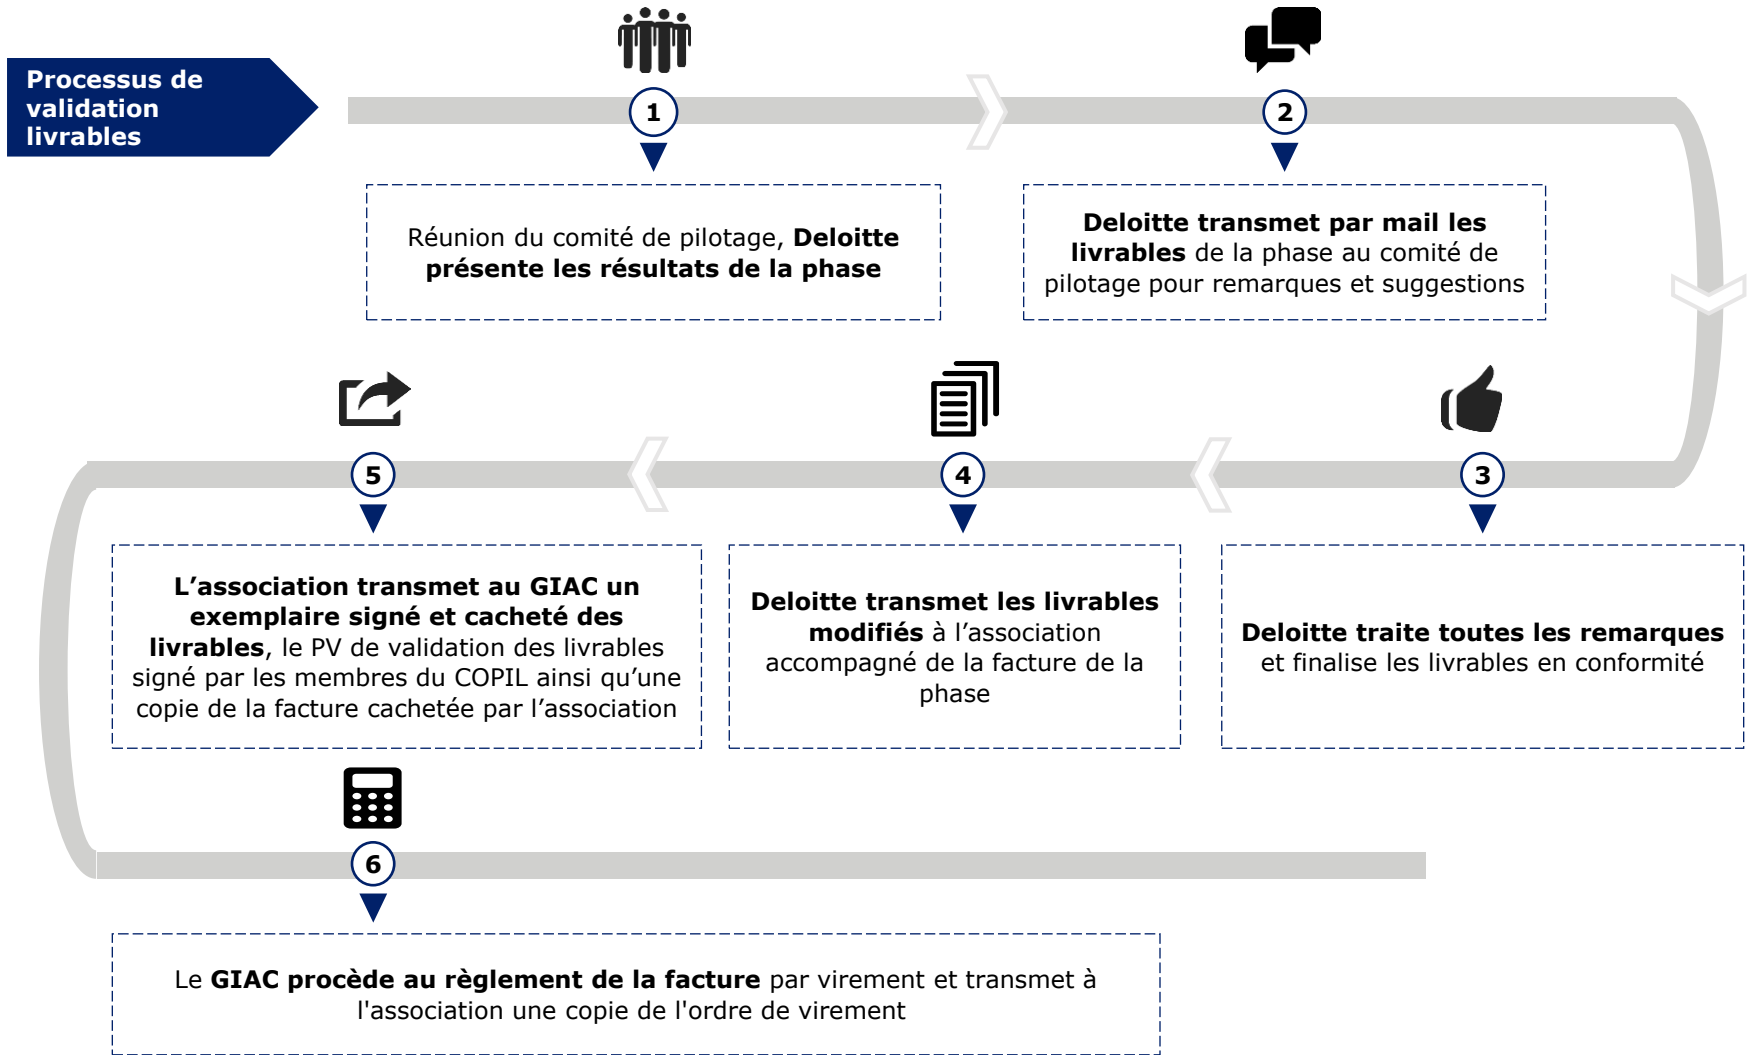 Processus de
validation
livrables
1
2
Réunion du comité de pilotage, Deloitte
présente les résultats de la phase
Deloitte transmet par mail les
livrables de la phase au comité de
pilotage pour remarques et suggestions
3
Deloitte traite toutes les remarques
et finalise les livrables en conformité
4
Deloitte transmet les livrables
modifiés à l’association
accompagné de la facture de la
phase
5
L’association transmet au GIAC un
exemplaire signé et cacheté des
livrables, le PV de validation des livrables
signé par les membres du COPIL ainsi qu’une
copie de la facture cachetée par l’association
6
Le GIAC procède au règlement de la facture par virement et transmet à
l'association une copie de l'ordre de virement